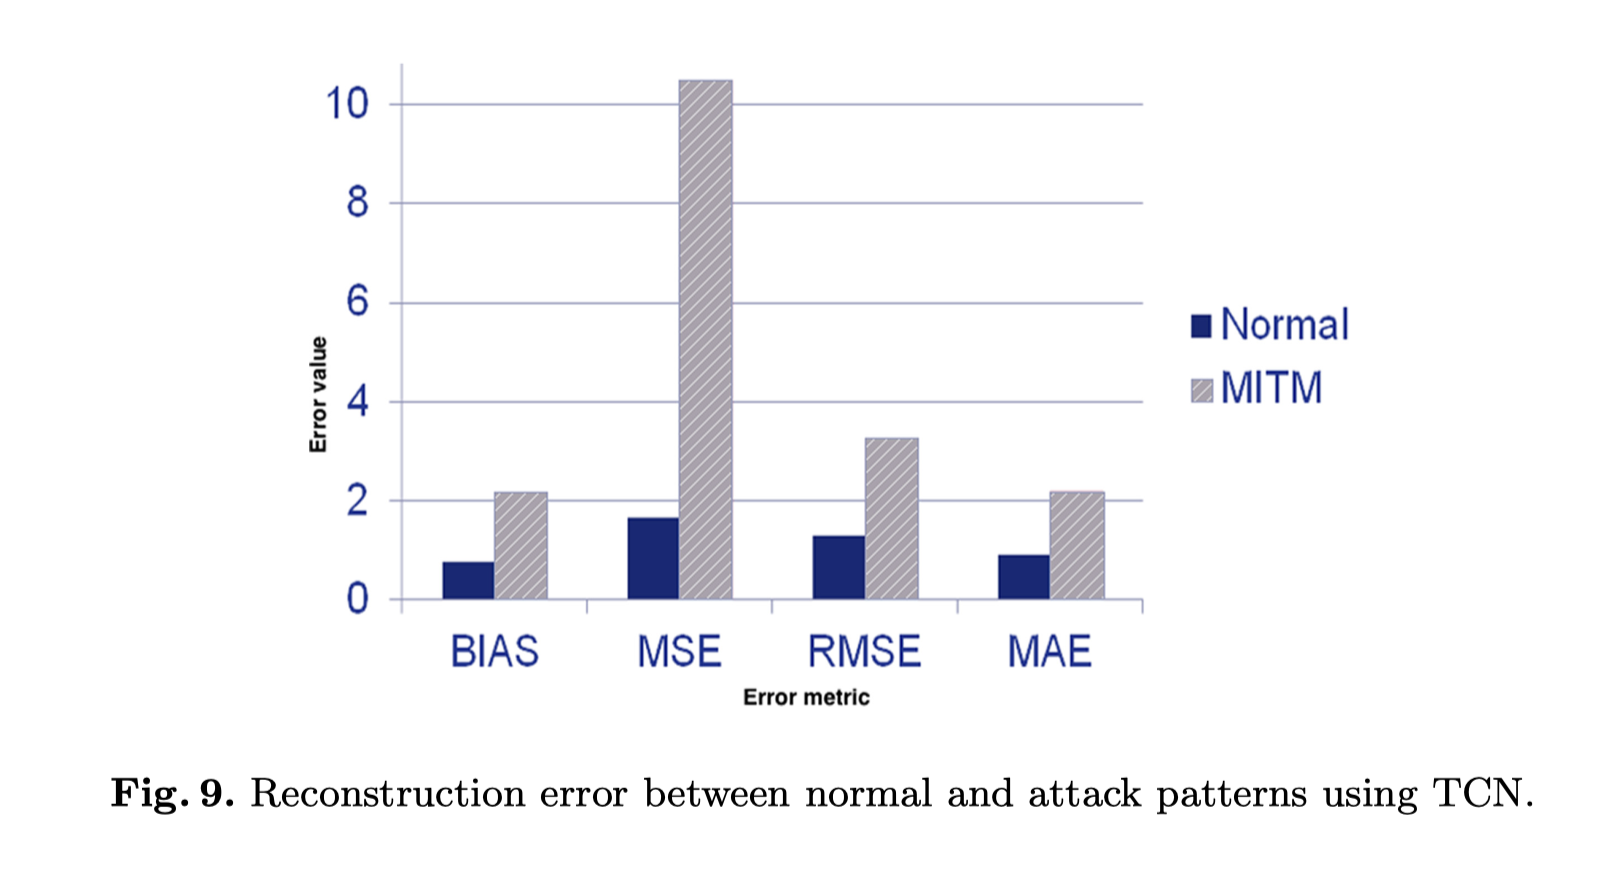 10
8
6
4
2
0
Error value
BIAS MSE RMSE MAE
Error metric
Normal
MITM
Fig. 9. Reconstruction error between normal and attack patterns using TCN.